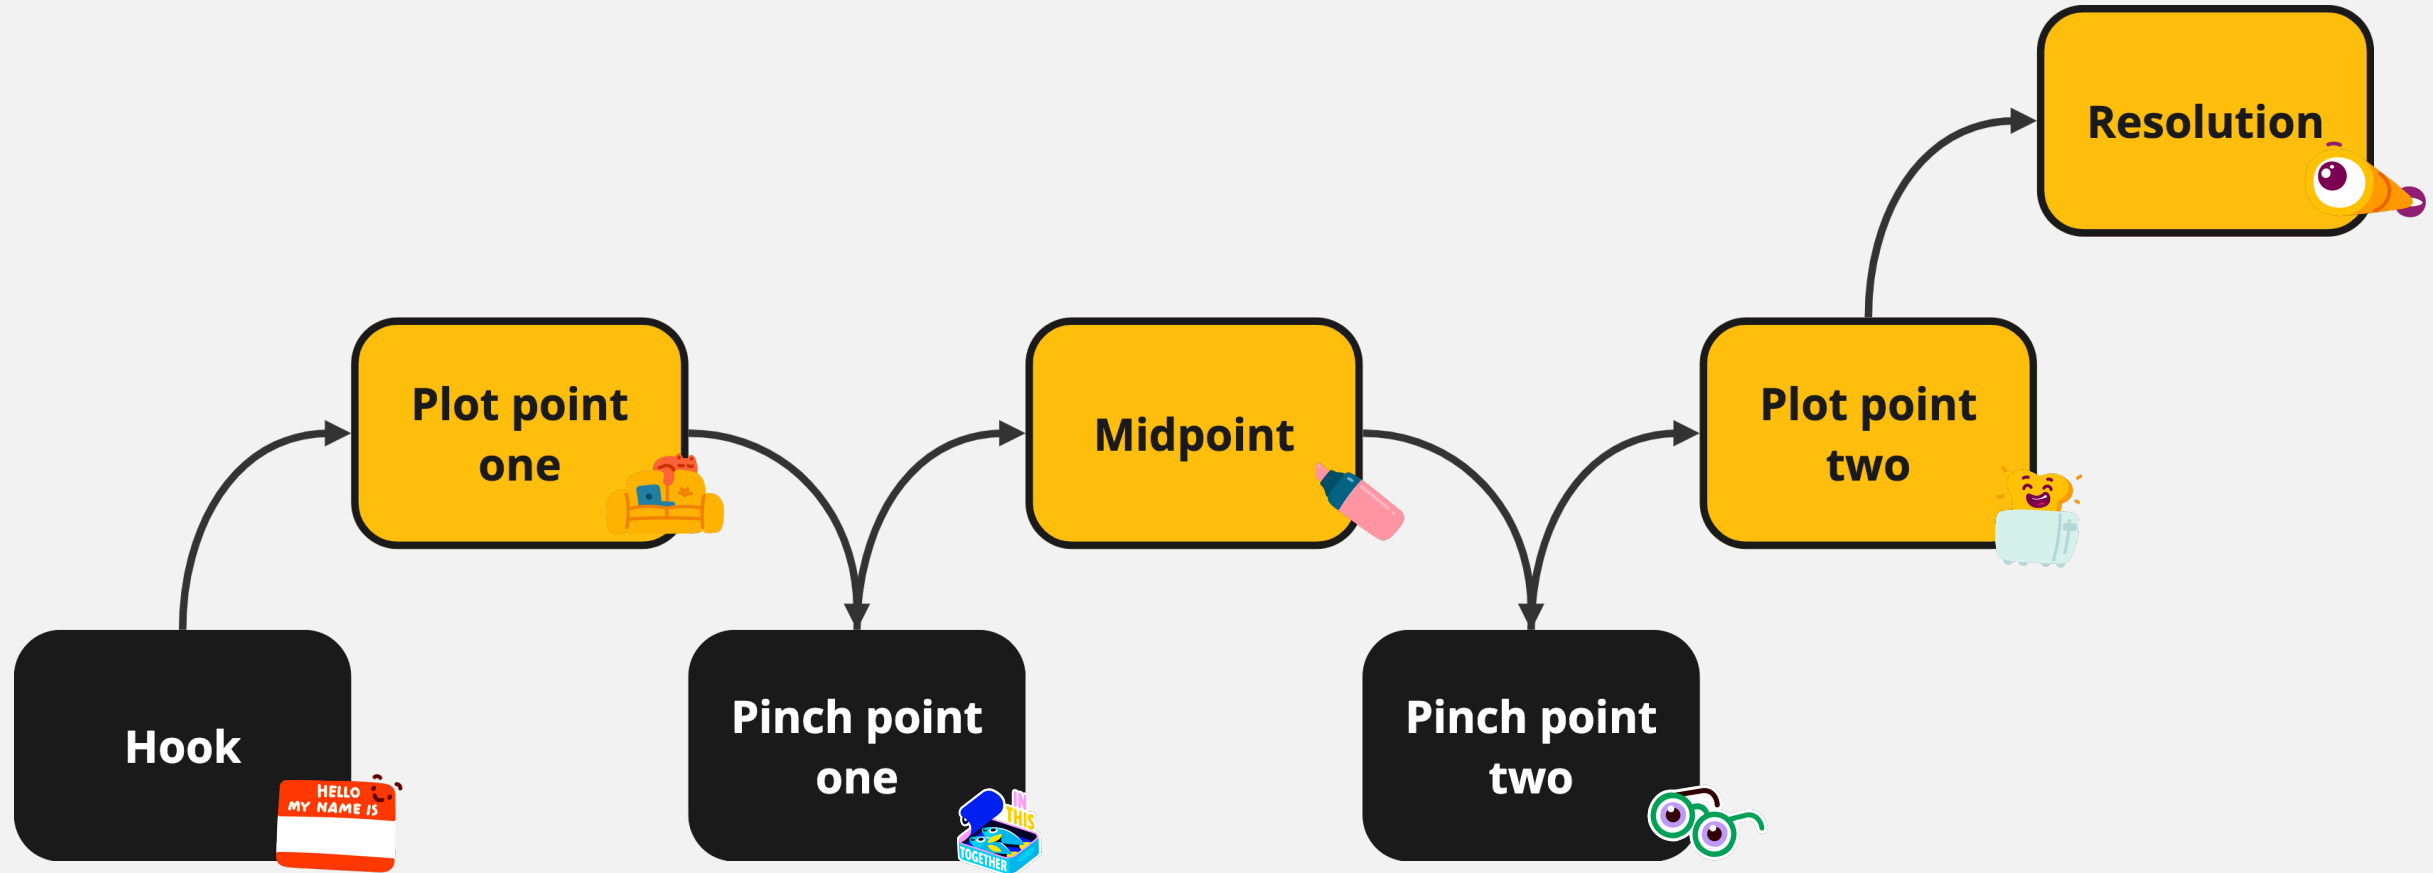 Resolution
Plot point
one
Midpoint
Plot point
two
Hook
HELLO
MY NAME IS
Pinch point
one
IN
THIS
TOGETHER
Pinch point
two